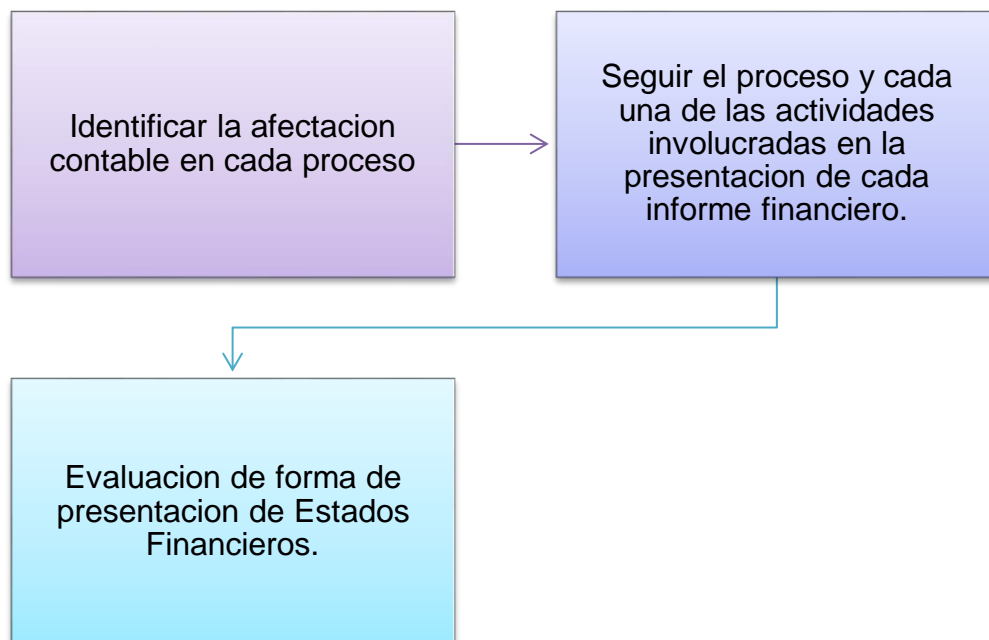 Identificar la afectacion
contable en cada proceso
Seguir el proceso y cada
una de las actividades
involucradas en la
presentacion de cada
informe financiero.
Evaluacion de forma de
presentacion de Estados
Financieros.